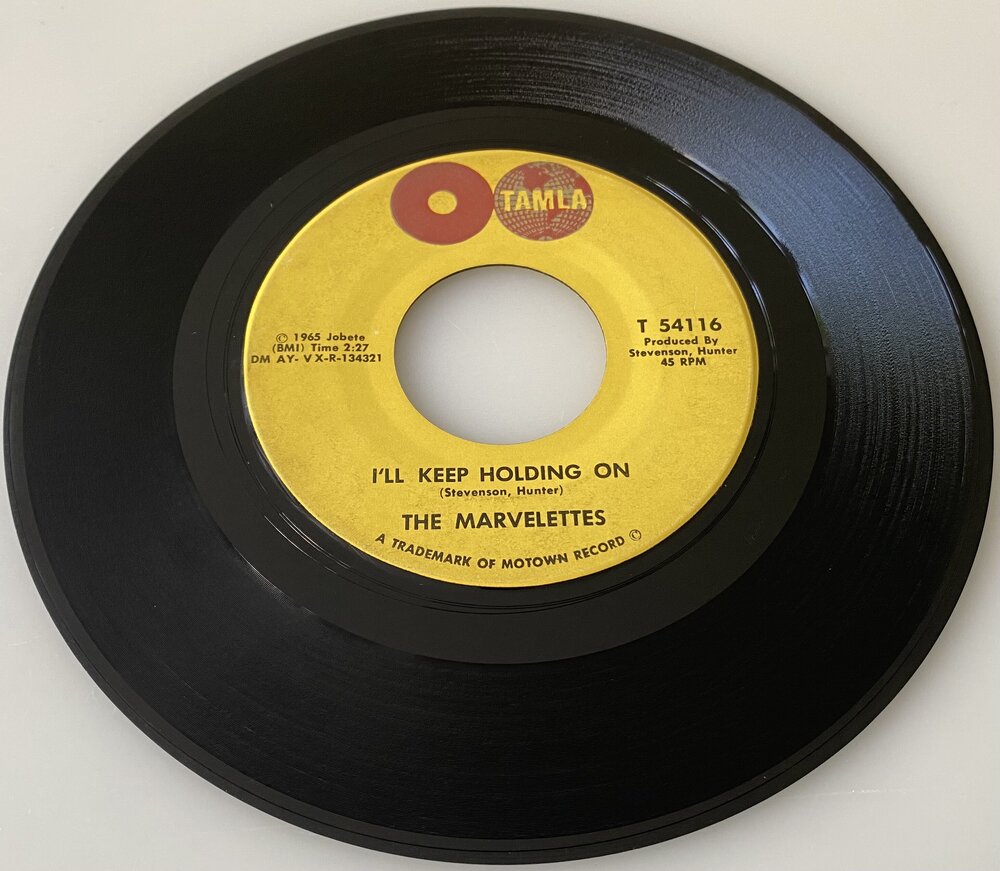 TAMLA
© 1965 Jobete
(BMI) Time 2:27
DM AY- V X-R-134321
T 54116
Produced By
Stevenson, Hunter
45 RPM
I'LL KEEP HOLDING ON
(Stevenson, Hunter)
THE MARVELETTES
A TRADEMARK OF MOTOWN RECORD ©